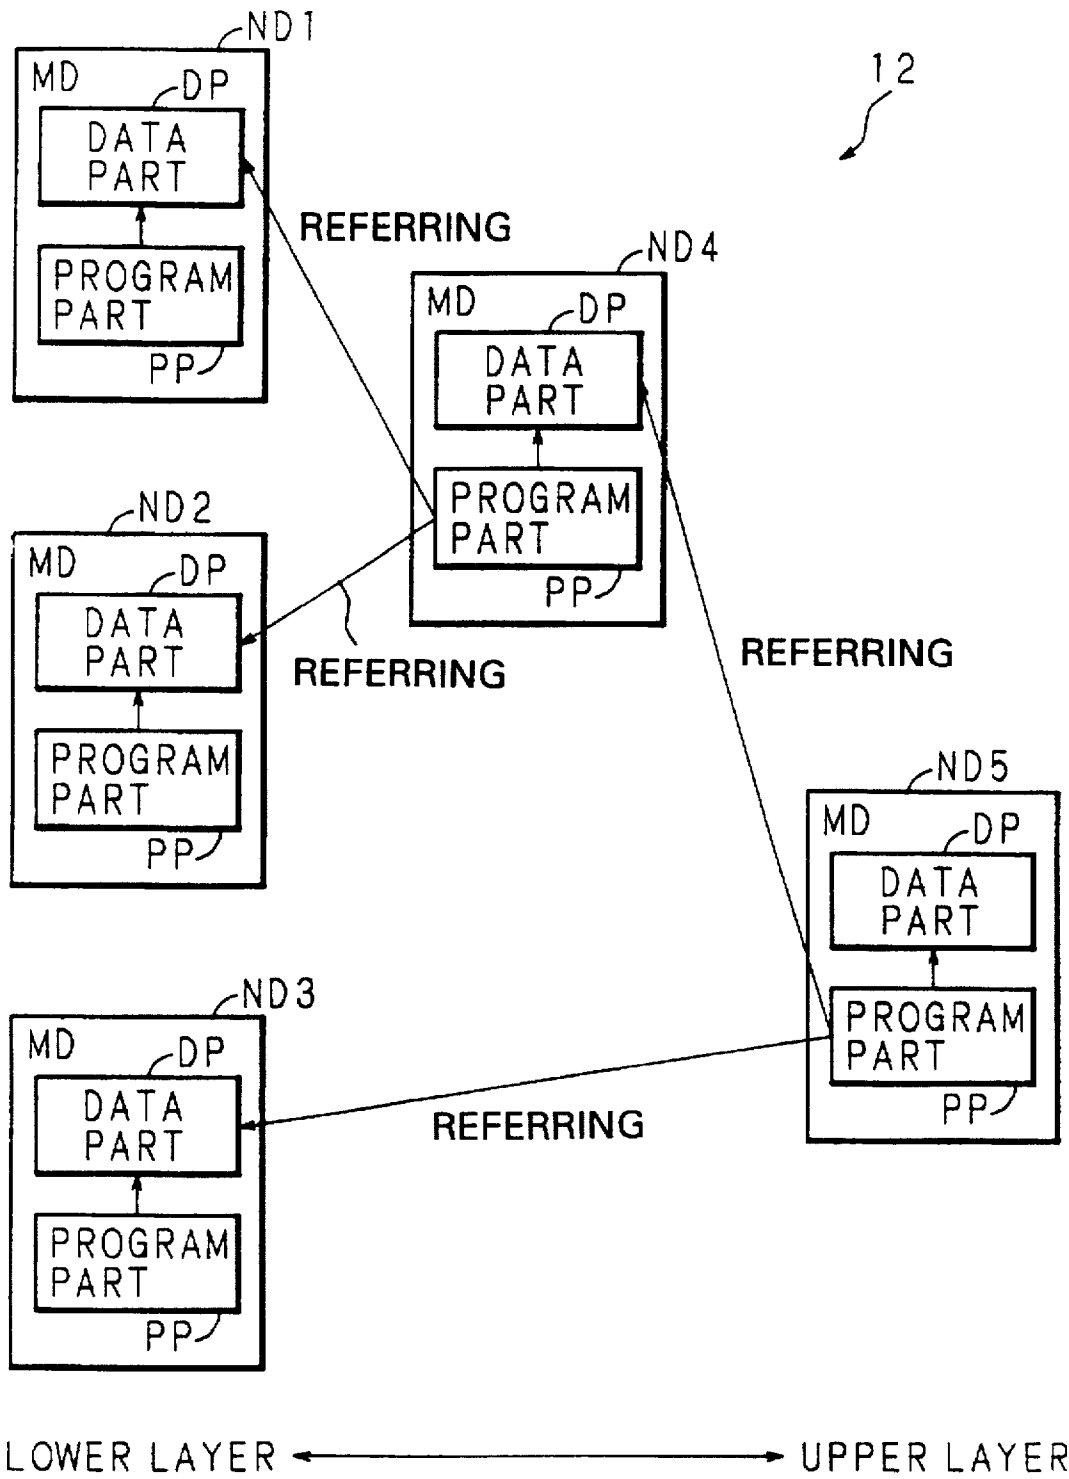 ND1
MD
DP
DATA
PART
PROGRAM
PART
PP
12
REFERRING
ND4
MD
DP
DATA
PART
PROGRAM
PART
PP
ND2
MD
DP
DATA
PART
PROGRAM
PART
PP
REFERRING
REFERRING
ND5
MD
DP
DATA
PART
PROGRAM
PART
PP
ND3
MD
DP
DATA
PART
PROGRAM
PART
PP
REFERRING
LOWER LAYER
UPPER LAYER